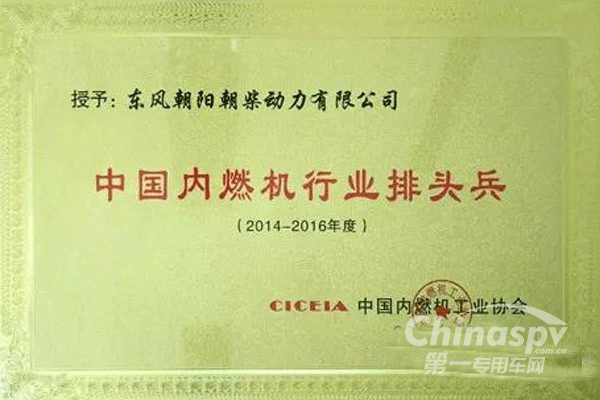 授予：东风朝阳朝柴动力有限公司
中国内燃机行业排头兵
（2014-2016年度）
CICEIA 中国内燃机工业协会
Chinaspv
.com.cn
第一专用车网